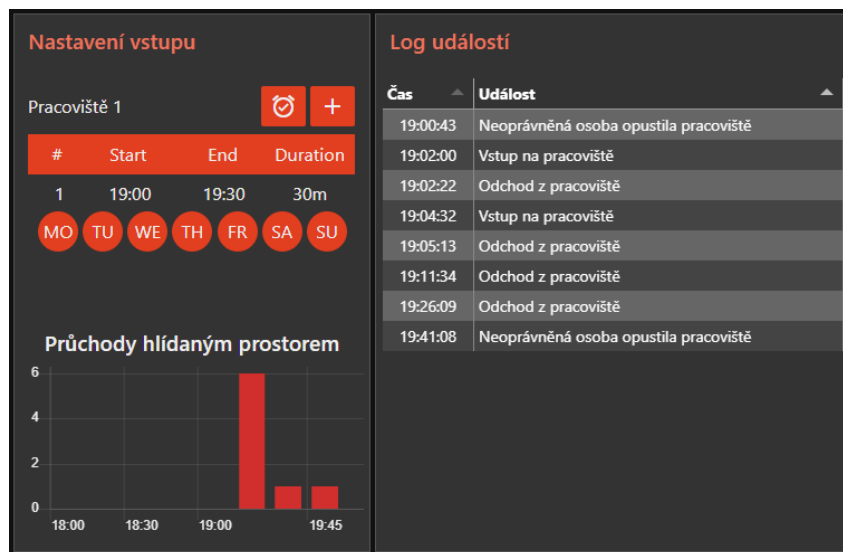 Nastavení vstupu
Pracoviště 1
# Start End Duration
1 19:00 19:30 30m
MO TU WE TH FR SA SU
Průchody hlídaným prostorem
6
4
2
0
18:00 18:30 19:00 19:45
Log událostí
Čas Událost
19:00:43 Neoprávněná osoba opustila pracoviště
19:02:00 Vstup na pracoviště
19:02:22 Odchod z pracoviště
19:04:32 Vstup na pracoviště
19:05:13 Odchod z pracoviště
19:11:34 Odchod z pracoviště
19:26:09 Odchod z pracoviště
19:41:08 Neoprávněná osoba opustila pracoviště